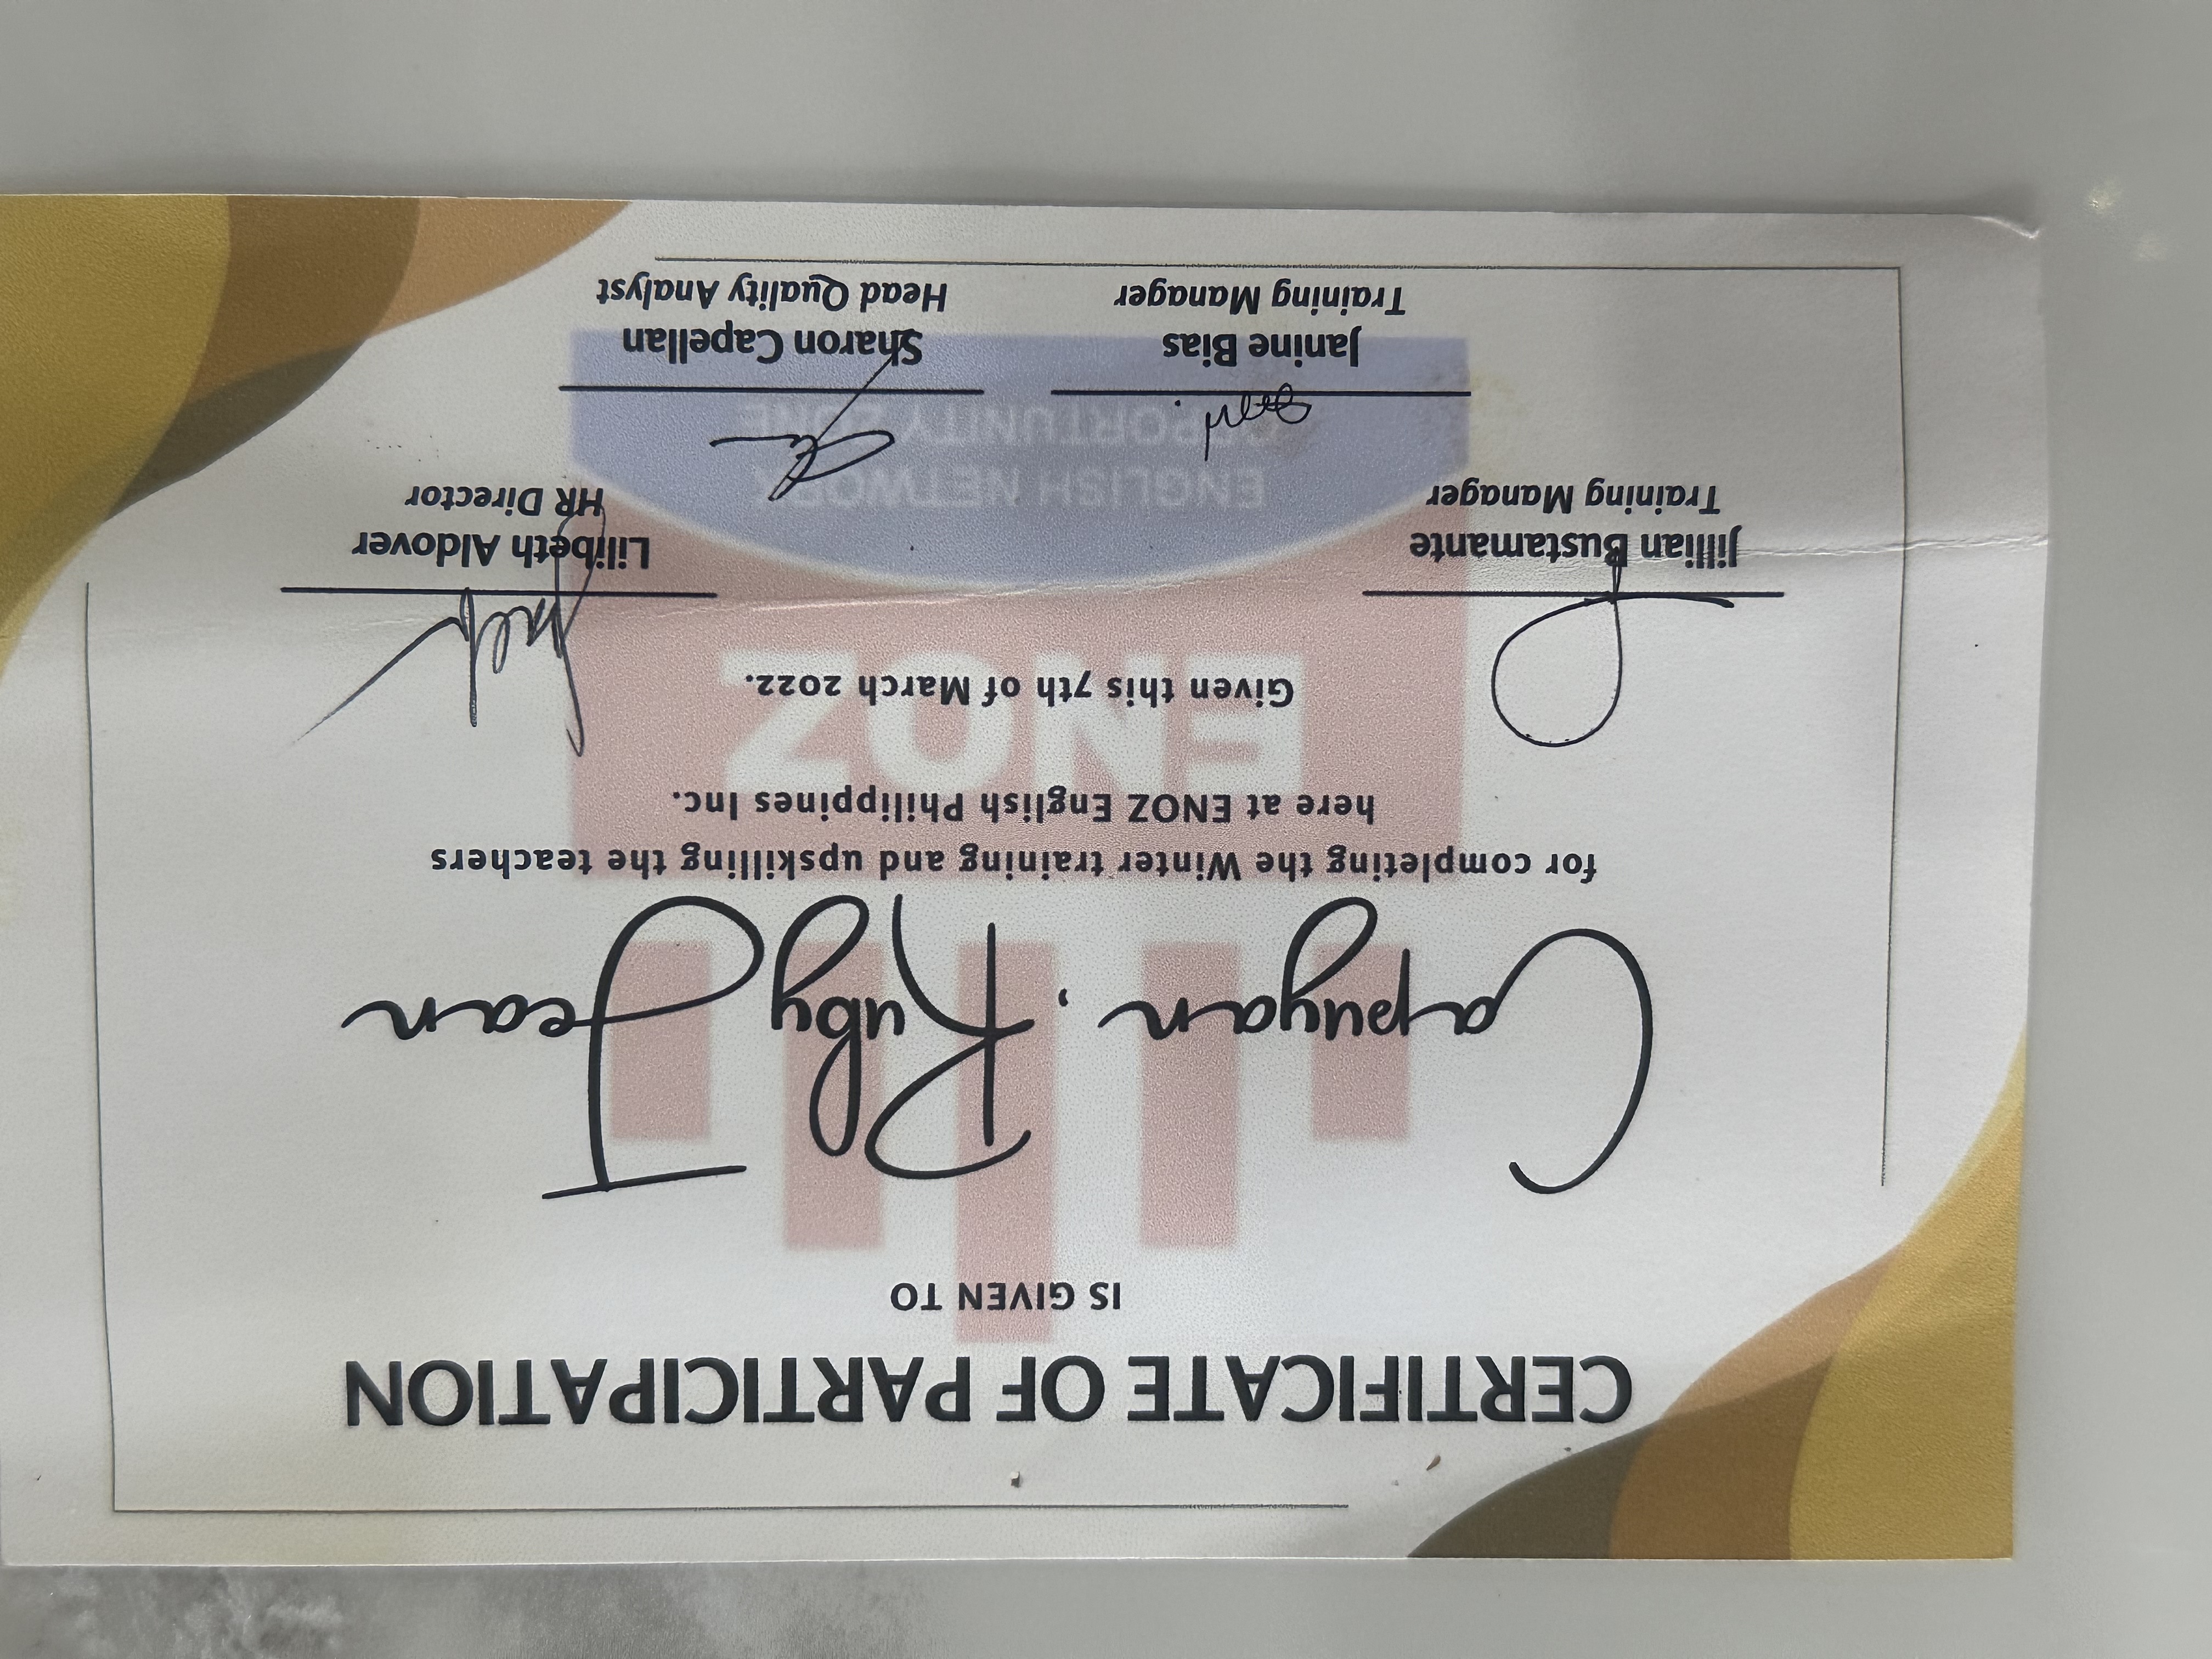 CERTIFICATE OF PARTICIPATION
IS GIVEN TO
Capuyan, Ruby Jean
for completing the Winter training and upskilling the teachers
here at ENOZ English Philippines Inc.
Given this 7th of March 2022.
ENOZ
Jillian Bustamante
Training Manager
Lilibeth Aldover
HR Director
ENGLISH NETWORK
OPPORTUNITY ZONE
Janine Bias
Training Manager
Sharon Capellan
Head Quality Analyst